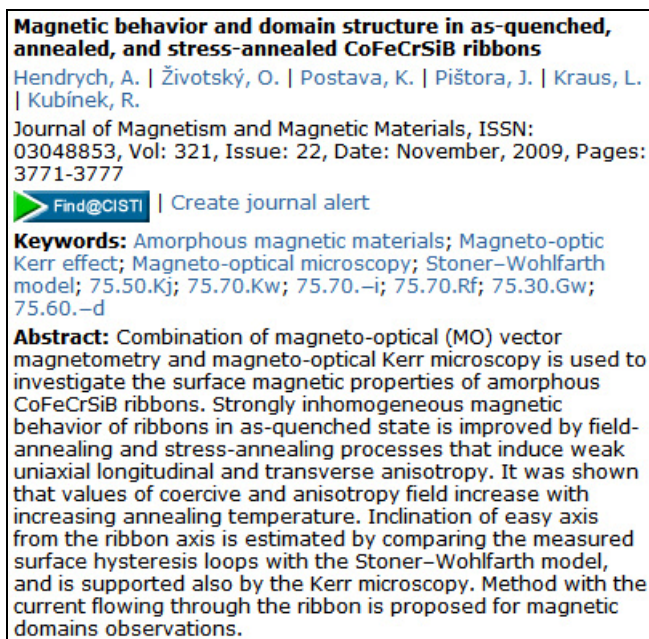 Magnetic behavior and domain structure in as-quenched,
annealed, and stress-annealed CoFeCrSiB ribbons
Hendrych, A. | Životský, O. | Postava, K. | Pištora, J. | Kraus, L.
| Kubínek, R.
Journal of Magnetism and Magnetic Materials, ISSN:
03048853, Vol: 321, Issue: 22, Date: November, 2009, Pages:
3771-3777
Find@CISTI | Create journal alert
Keywords: Amorphous magnetic materials; Magneto-optic
Kerr effect; Magneto-optical microscopy; Stoner–Wohlfarth
model; 75.50.Kj; 75.70.Kw; 75.70.−i; 75.70.Rf; 75.30.Gw;
75.60.−d
Abstract: Combination of magneto-optical (MO) vector
magnetometry and magneto-optical Kerr microscopy is used to
investigate the surface magnetic properties of amorphous
CoFeCrSiB ribbons. Strongly inhomogeneous magnetic
behavior of ribbons in as-quenched state is improved by field-
annealing and stress-annealing processes that induce weak
uniaxial longitudinal and transverse anisotropy. It was shown
that values of coercive and anisotropy field increase with
increasing annealing temperature. Inclination of easy axis
from the ribbon axis is estimated by comparing the measured
surface hysteresis loops with the Stoner–Wohlfarth model,
and is supported also by the Kerr microscopy. Method with the
current flowing through the ribbon is proposed for magnetic
domains observations.